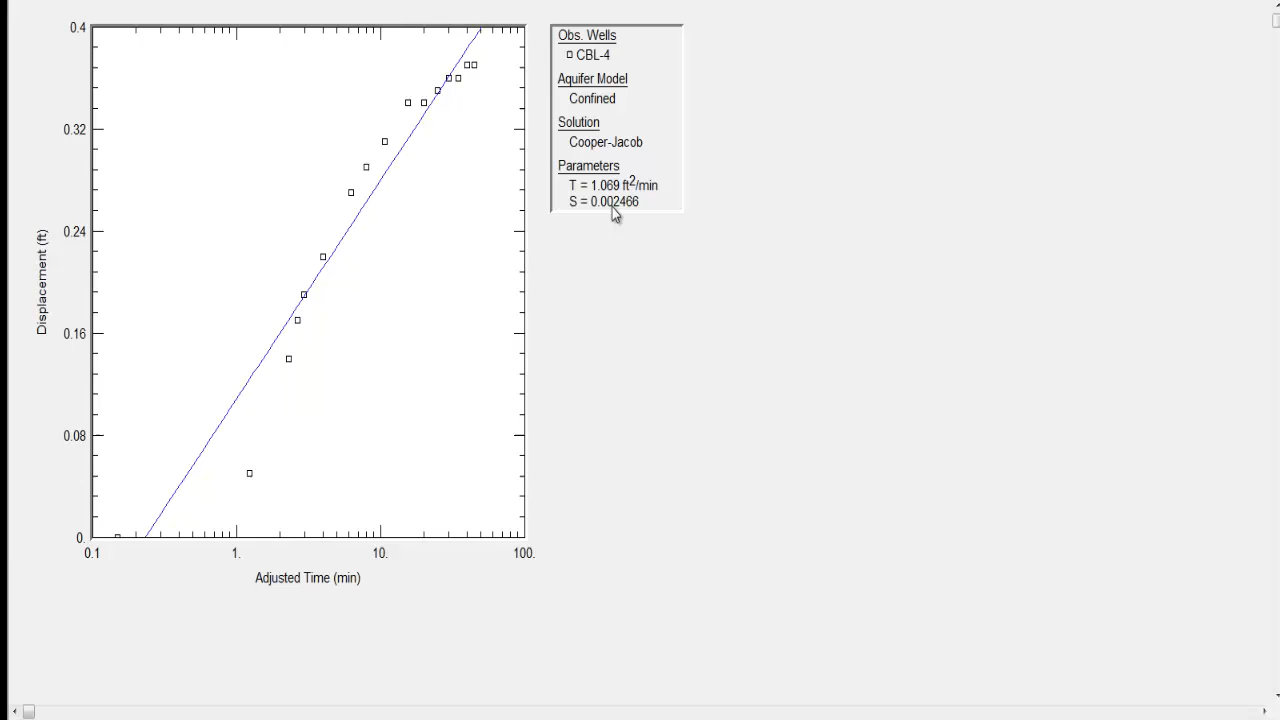 0.4
0.32
0.24
0.16
0.08
0.
Displacement (ft)
0.1 1. 10. 100.
Adjusted Time (min)
Obs. Wells
CBL-4
Aquifer Model
Confined
Solution
Cooper-Jacob
Parameters
T = 1.069 ft2/min
S = 0.002466